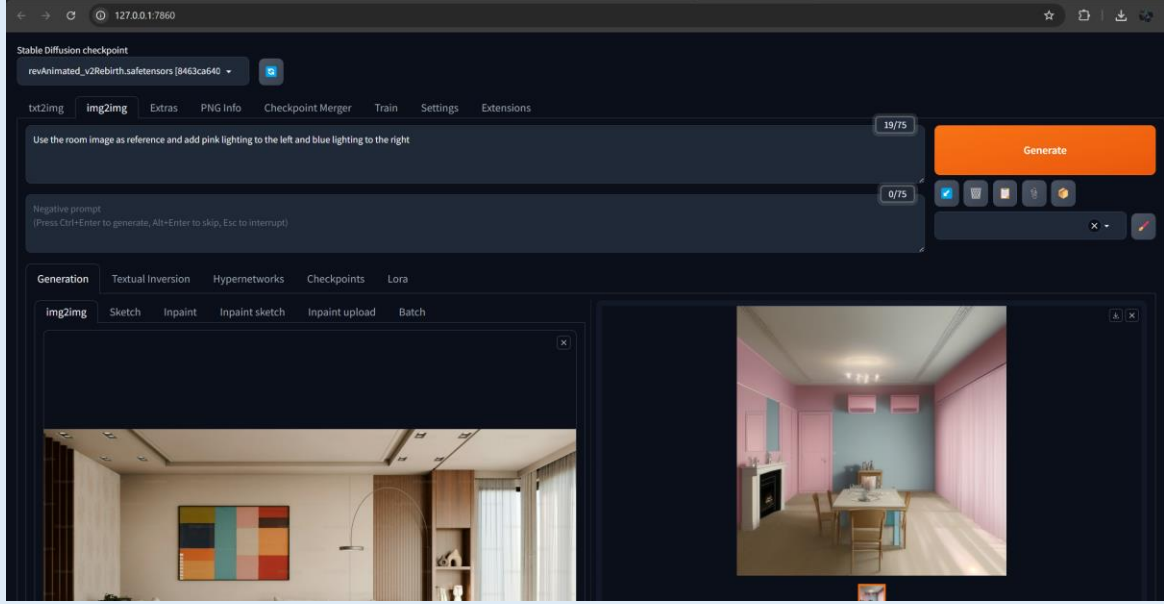 127.0.0.1:7860
Stable Diffusion checkpoint
revAnimated_v2Rebirth.safetensors [8463ca640
txt2img img2img Extras PNG Info Checkpoint Merger Train Settings Extensions
19/75
Use the room image as reference and add pink lighting to the left and blue lighting to the right
Generate
0/75
Negative prompt
(Press Ctrl+Enter to generate, Alt+Enter to skip, Esc to interrupt)
Generation Textual Inversion Hypernetworks Checkpoints Lora
img2img Sketch Inpaint Inpaint sketch Inpaint upload Batch